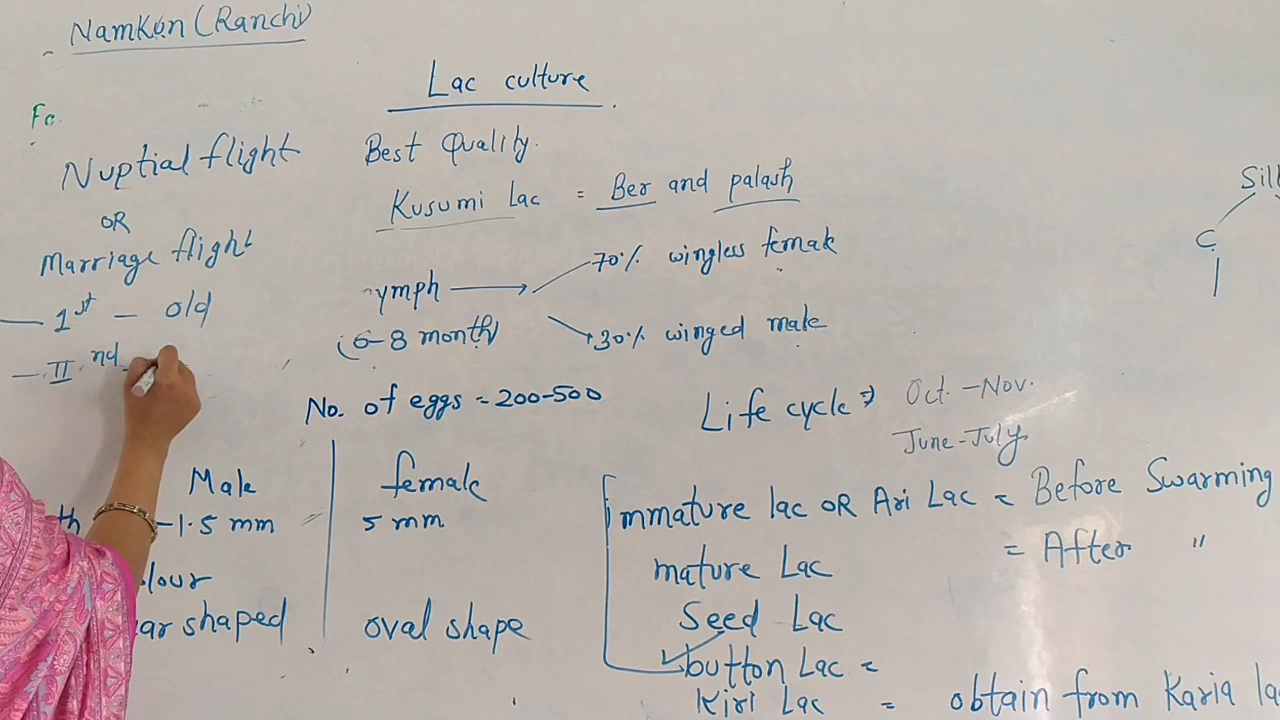 NamKun (Ranchi)
Lac culture
Fo
Nuptial flight
OR
Marriage flight
— 1st — old
— II nd
Best Quality.
Kusumi Lac = Ber and palash
ymph → 70% wingless female
30% winged male
(6-8 month)
No. of eggs = 200-500
Life cycle ⇒ Oct. - Nov.
June-July
Male female
th -1.5 mm 5 mm
lour
ar shaped oval shape
Immature lac OR Ari Lac = Before Swarming
mature Lac = After "
Seed Lac
button Lac =
Kiri Lac = obtain from Karia la
Sil
C